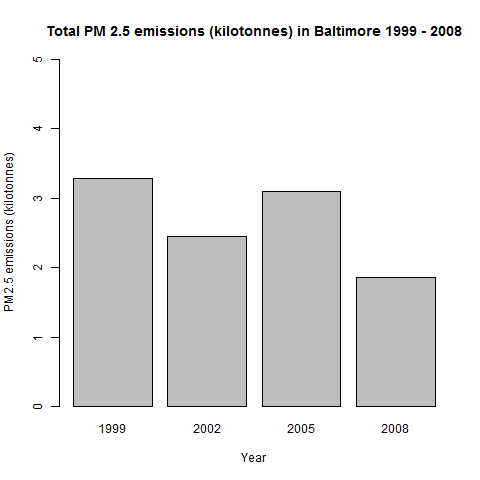 Total PM 2.5 emissions (kilotonnes) in Baltimore 1999 - 2008
PM2.5 emissions (kilotonnes)
5
4
3
2
1
0
1999 2002 2005 2008
Year